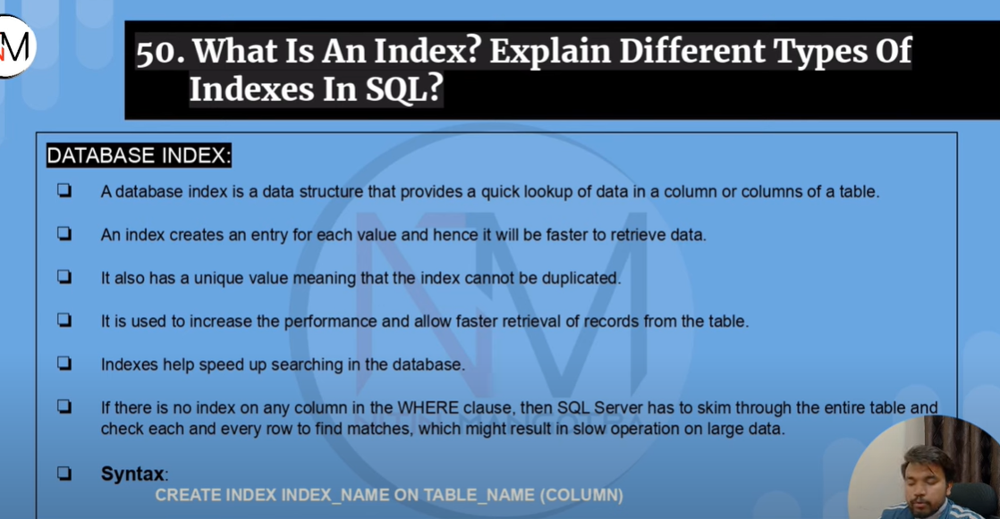 NM
50. What Is An Index? Explain Different Types Of
Indexes In SQL?
DATABASE INDEX:
A database index is a data structure that provides a quick lookup of data in a column or columns of a table.
An index creates an entry for each value and hence it will be faster to retrieve data.
It also has a unique value meaning that the index cannot be duplicated.
It is used to increase the performance and allow faster retrieval of records from the table.
Indexes help speed up searching in the database.
If there is no index on any column in the WHERE clause, then SQL Server has to skim through the entire table and
check each and every row to find matches, which might result in slow operation on large data.
NITIN MANGOTRA
Syntax:
CREATE INDEX INDEX_NAME ON TABLE_NAME (COLUMN)